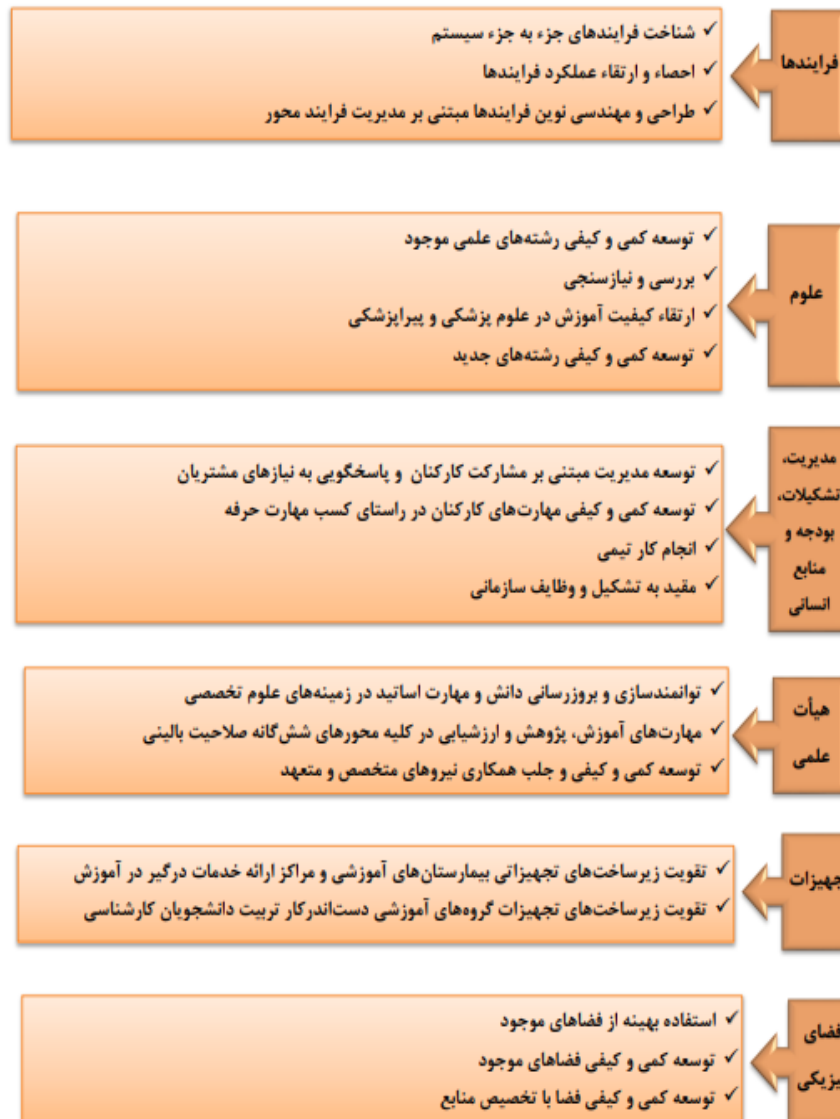 فرایندها
✓ شناخت فرایندهای جزء به جزء سیستم
✓ احصاء و ارتقاء عملکرد فرایندها
✓ طراحی و مهندسی نوین فرایندها مبتنی بر مدیریت فرایند محور
علوم
✓ توسعه کمی و کیفی رشته‌های علمی موجود
✓ بررسی و نیازسنجی
✓ ارتقاء کیفیت آموزش در علوم پزشکی و پیراپزشکی
✓ توسعه کمی و کیفی رشته‌های جدید
مدیریت،
تشکیلات،
بودجه و
منابع
انسانی
✓ توسعه مدیریت مبتنی بر مشارکت کارکنان و پاسخگویی به نیازهای مشتریان
✓ توسعه کمی و کیفی مهارت‌های کارکنان در راستای کسب مهارت حرفه
✓ انجام کار تیمی
✓ مقید به تشکیل و وظایف سازمانی
هیأت
علمی
✓ توانمندسازی و بروزرسانی دانش و مهارت اساتید در زمینه‌های علوم تخصصی
✓ مهارت‌های آموزش، پژوهش و ارزشیابی در کلیه محورهای شش‌گانه صلاحیت بالینی
✓ توسعه کمی و کیفی و جلب همکاری نیروهای متخصص و متعهد
جهیزات
✓ تقویت زیرساخت‌های تجهیزاتی بیمارستان‌های آموزشی و مراکز ارائه خدمات درگیر در آموزش
✓ تقویت زیرساخت‌های تجهیزات گروه‌های آموزشی دست‌اندرکار تربیت دانشجویان کارشناسی
فضای
یزیکی
✓ استفاده بهینه از فضاهای موجود
✓ توسعه کمی و کیفی فضاهای موجود
✓ توسعه کمی و کیفی فضا با تخصیص منابع